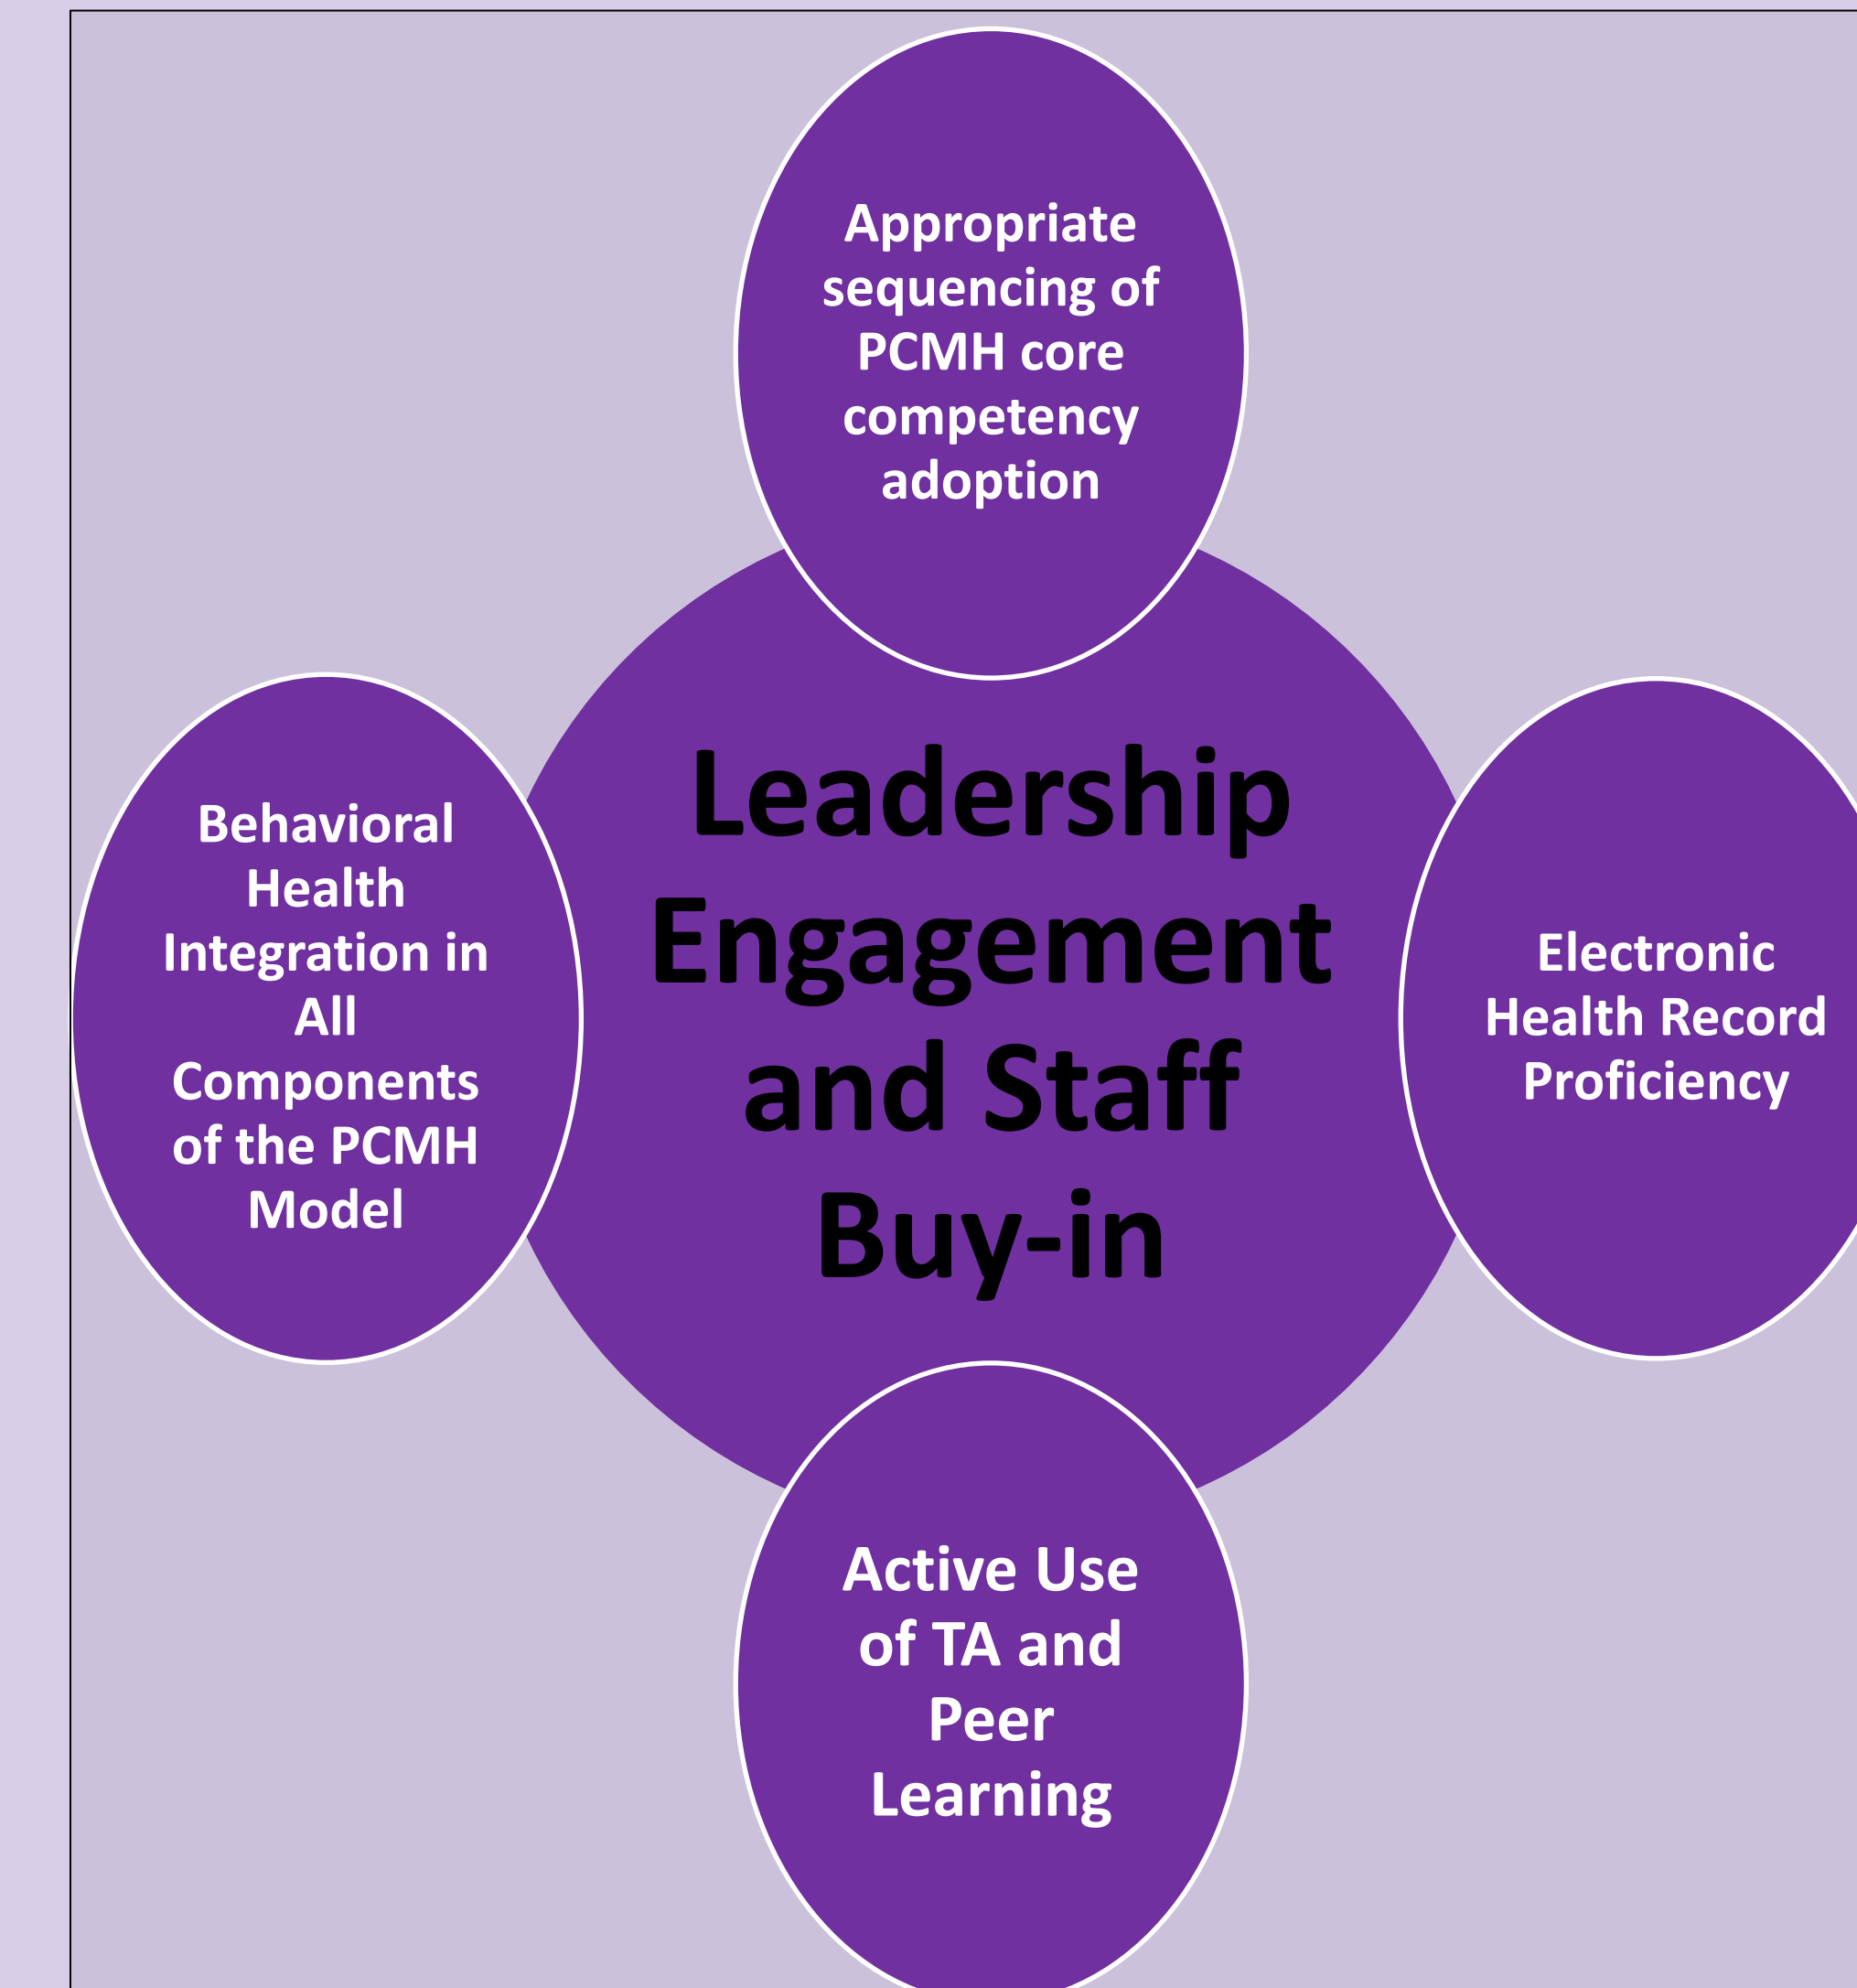 Appropriate
sequencing of
PCMH core
competency
adoption
Leadership
Engagement
and Staff
Buy-in
Behavioral
Health
Integration in
All
Components
of the PCMH
Model
Electronic
Health Record
Proficiency
Active Use
of TA and
Peer
Learning